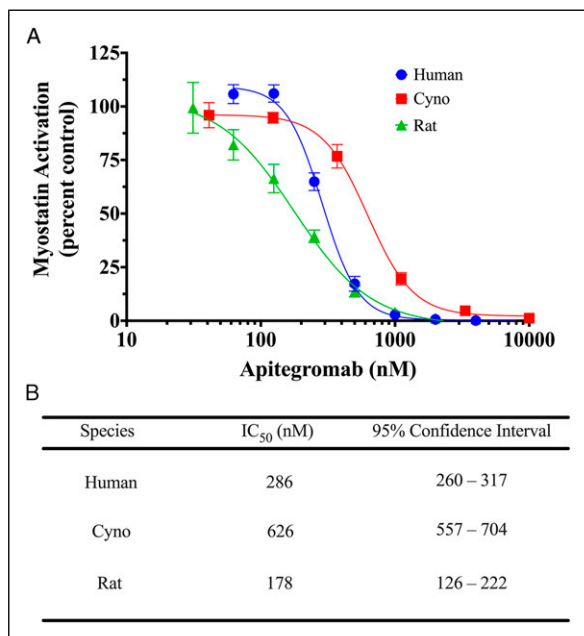 A
Myostatin Activation
(percent control)
125
100
75
50
25
0
10
100
1000
10000
Apitegromab (nM)
Human
Cyno
Rat
B
Species IC50 (nM) 95% Confidence Interval
Human 286 260 – 317
Cyno 626 557 – 704
Rat 178 126 – 222